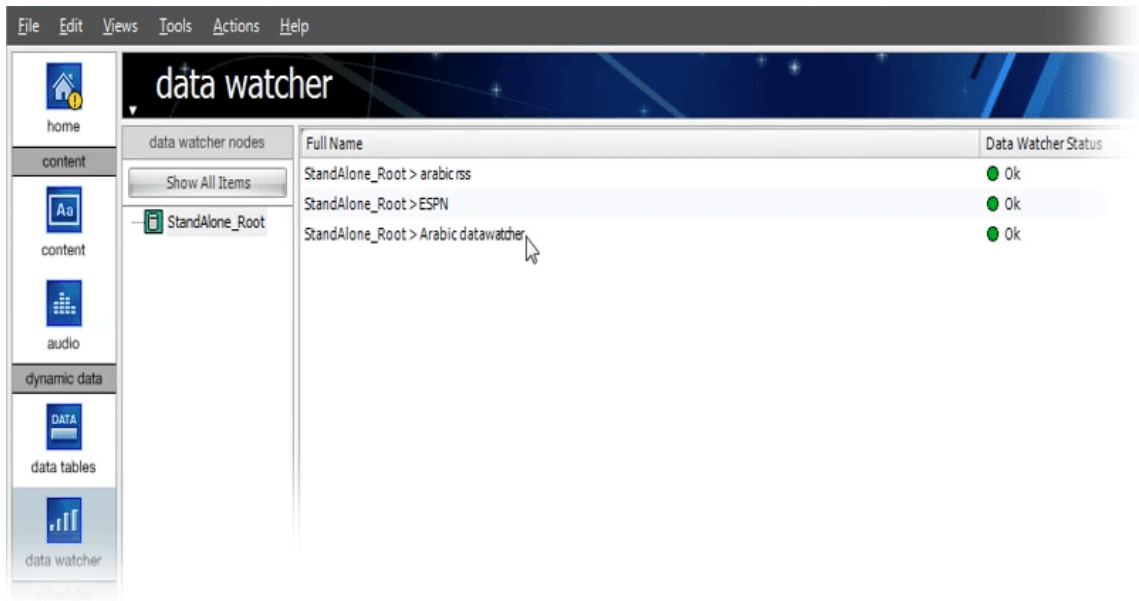 File Edit Views Tools Actions Help
data watcher
home
content
Aa
content
audio
dynamic data
DATA
data tables
data watcher
data watcher nodes
Show All Items
StandAlone_Root
Full Name Data Watcher Status
StandAlone_Root > arabic rss Ok
StandAlone_Root > ESPN Ok
StandAlone_Root > Arabic datawatcher Ok